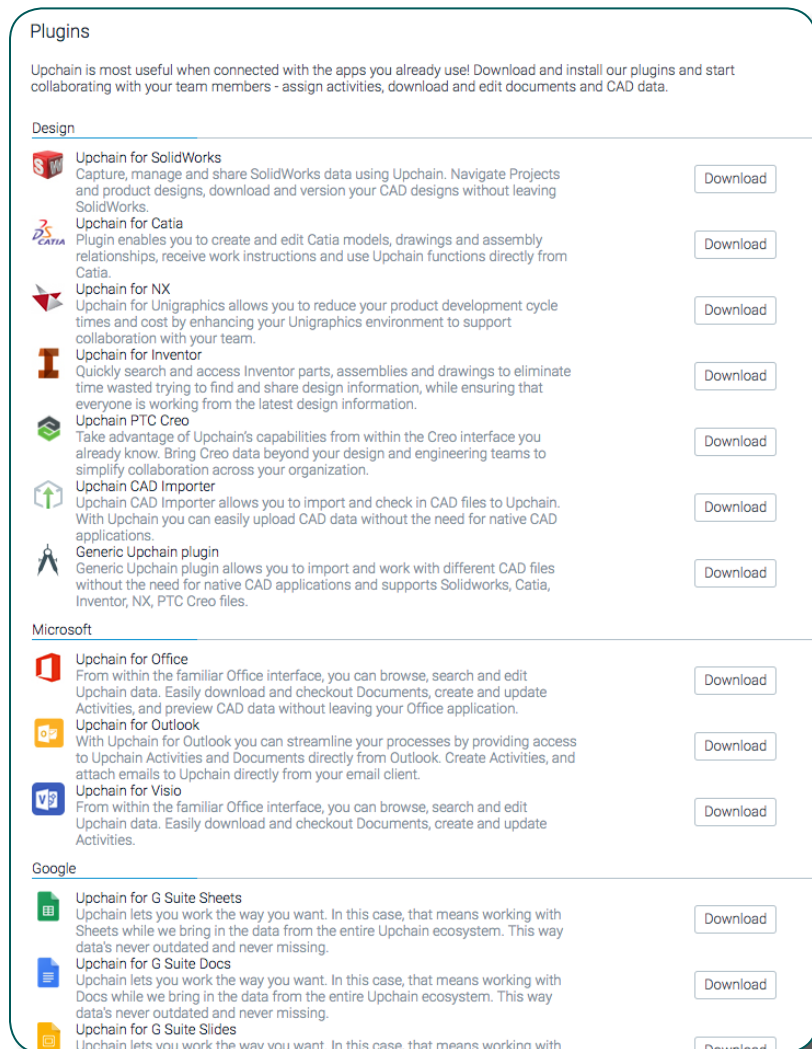 Plugins
Upchain is most useful when connected with the apps you already use! Download and install our plugins and start
collaborating with your team members - assign activities, download and edit documents and CAD data.
Design
Upchain for SolidWorks
Capture, manage and share SolidWorks data using Upchain. Navigate Projects
and product designs, download and version your CAD designs without leaving
SolidWorks.
Download
Upchain for Catia
CATIA
Plugin enables you to create and edit Catia models, drawings and assembly
relationships, receive work instructions and use Upchain functions directly from
Catia.
Download
Upchain for NX
Upchain for Unigraphics allows you to reduce your product development cycle
times and cost by enhancing your Unigraphics environment to support
collaboration with your team.
Download
Upchain for Inventor
Quickly search and access Inventor parts, assemblies and drawings to eliminate
time wasted trying to find and share design information, while ensuring that
everyone is working from the latest design information.
Download
Upchain PTC Creo
Take advantage of Upchain's capabilities from within the Creo interface you
already know. Bring Creo data beyond your design and engineering teams to
simplify collaboration across your organization.
Download
Upchain CAD Importer
Upchain CAD Importer allows you to import and check in CAD files to Upchain.
With Upchain you can easily upload CAD data without the need for native CAD
applications.
Download
Generic Upchain plugin
Generic Upchain plugin allows you to import and work with different CAD files
without the need for native CAD applications and supports Solidworks, Catia,
Inventor, NX, PTC Creo files.
Download
Microsoft
Upchain for Office
From within the familiar Office interface, you can browse, search and edit
Upchain data. Easily download and checkout Documents, create and update
Activities, and preview CAD data without leaving your Office application.
Download
Upchain for Outlook
With Upchain for Outlook you can streamline your processes by providing access
to Upchain Activities and Documents directly from Outlook. Create Activities, and
attach emails to Upchain directly from your email client.
Download
Upchain for Visio
From within the familiar Office interface, you can browse, search and edit
Upchain data. Easily download and checkout Documents, create and update
Activities.
Download
Google
Upchain for G Suite Sheets
Upchain lets you work the way you want. In this case, that means working with
Sheets while we bring in the data from the entire Upchain ecosystem. This way
data's never outdated and never missing.
Download
Upchain for G Suite Docs
Upchain lets you work the way you want. In this case, that means working with
Docs while we bring in the data from the entire Upchain ecosystem. This way
data's never outdated and never missing.
Download
Upchain for G Suite Slides
Upchain lets you work the way you want. In this case, that means working with
Download